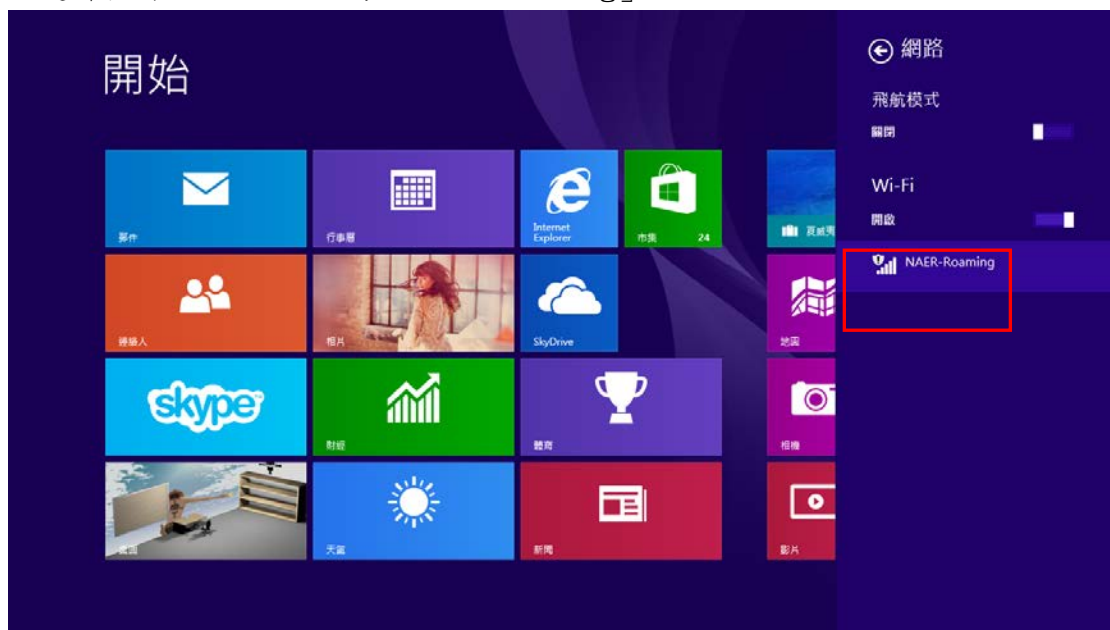 開始
網路
飛航模式
關閉
Wi-Fi
開啟
NAER-Roaming
郵件
行事曆
Internet
Explorer
市集
24
連絡人
相片
SkyDrive
地圖
skype
財經
體育
相機
天氣
新聞
影片